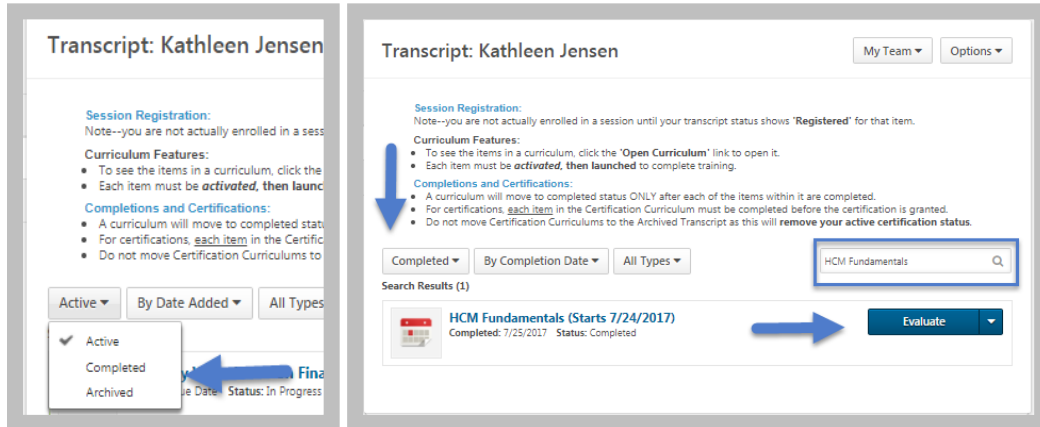 Transcript: Kathleen Jensen
Session Registration:
Note--you are not actually enrolled in a sess
Curriculum Features:
• To see the items in a curriculum, click the
• Each item must be activated, then launc
Completions and Certifications:
• A curriculum will move to completed statu
• For certifications, each item in the Certific
• Do not move Certification Curriculums to
Active By Date Added All Types
Active
Completed
Archived
Fina
ue Date Status: In Progress
Transcript: Kathleen Jensen
My Team Options
Session Registration:
Note--you are not actually enrolled in a session until your transcript status shows 'Registered' for that item.
Curriculum Features:
• To see the items in a curriculum, click the 'Open Curriculum' link to open it.
• Each item must be activated, then launched to complete training.
Completions and Certifications:
• A curriculum will move to completed status ONLY after each of the items within it are completed.
• For certifications, each item in the Certification Curriculum must be completed before the certification is granted.
• Do not move Certification Curriculums to the Archived Transcript as this will remove your active certification status.
Completed By Completion Date All Types
HCM Fundamentals
Search Results (1)
HCM Fundamentals (Starts 7/24/2017)
Completed: 7/25/2017 Status: Completed
Evaluate